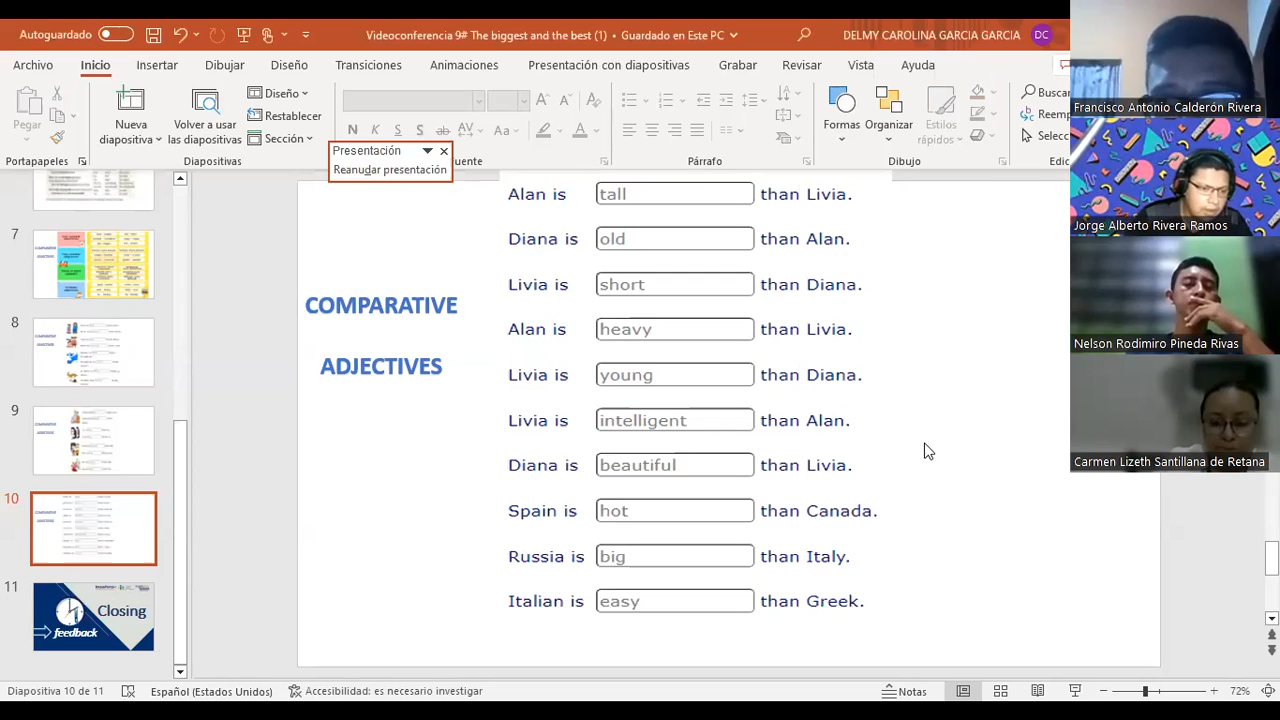 Autoguardado
Videoconferencia 9# The biggest and the best (1) • Guardado en Este PC
DELMY CAROLINA GARCIA GARCIA
DC
Archivo Inicio Insertar Dibujar Diseño Transiciones Animaciones Presentación con diapositivas Grabar Revisar Vista Ayuda
Pegar
Nueva diapositiva
Volver a usar las diapositivas
Diseño
Restablecer
Sección
N K S S ab AV Aa A
Formas
Organizar
Estilos rápidos
Buscar
Reemp
Selecc
Portapapeles
Diapositivas
Párrafo
Dibujo
Presentación
Reanudar presentación
7
8
9
10
11
Closing
feedback
COMPARATIVE
ADJECTIVES
Alan is tall than Livia.
Diana is old than Alan.
Livia is short than Diana.
Alan is heavy than Livia.
Livia is young than Diana.
Livia is intelligent than Alan.
Diana is beautiful than Livia.
Spain is hot than Canada.
Russia is big than Italy.
Italian is easy than Greek.
Francisco Antonio Calderón Rivera
Jorge Alberto Rivera Ramos
Nelson Rodimiro Pineda Rivas
Carmen Lizeth Santillana de Retana
Diapositiva 10 de 11
Español (Estados Unidos)
Accesibilidad: es necesario investigar
Notas
72%